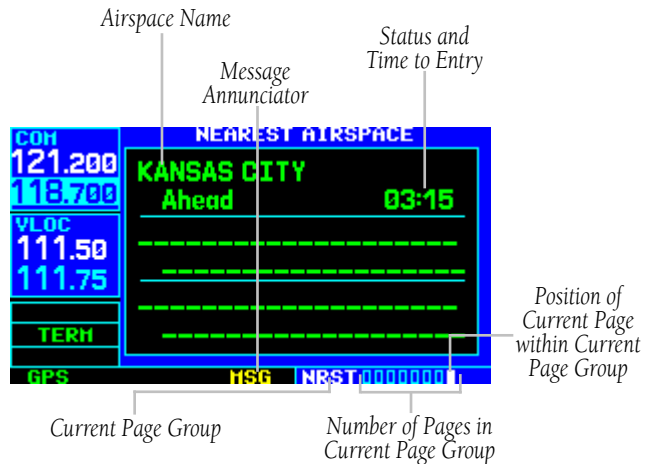 Airspace Name
Status and
Time to Entry
Message
Annunciator
COM
121.200
118.700
VLOC
111.50
111.75
TERM
GPS
NEAREST AIRSPACE
KANSAS CITY
Ahead 03:15
MSG
NRST
Position of
Current Page
within Current
Page Group
Current Page Group
Number of Pages in
Current Page Group